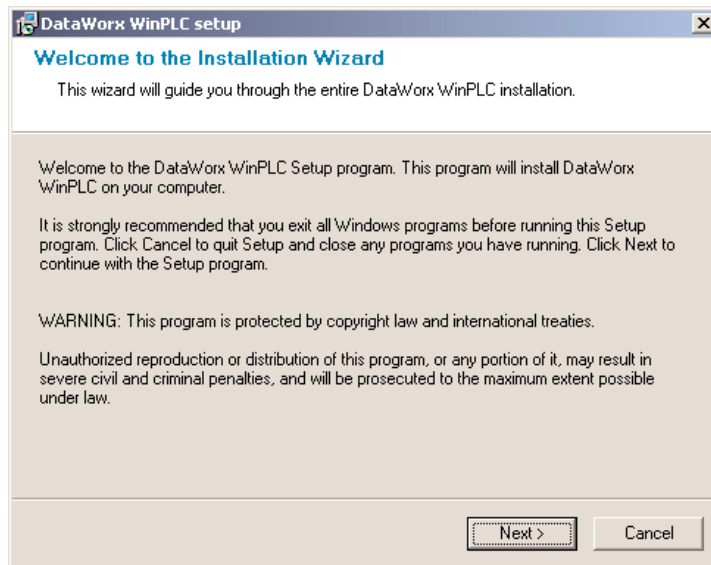 DataWorx WinPLC setup
Welcome to the Installation Wizard
This wizard will guide you through the entire DataWorx WinPLC installation.
Welcome to the DataWorx WinPLC Setup program. This program will install DataWorx
WinPLC on your computer.
It is strongly recommended that you exit all Windows programs before running this Setup
program. Click Cancel to quit Setup and close any programs you have running. Click Next to
continue with the Setup program.
WARNING: This program is protected by copyright law and international treaties.
Unauthorized reproduction or distribution of this program, or any portion of it, may result in
severe civil and criminal penalties, and will be prosecuted to the maximum extent possible
under law.
Next > Cancel